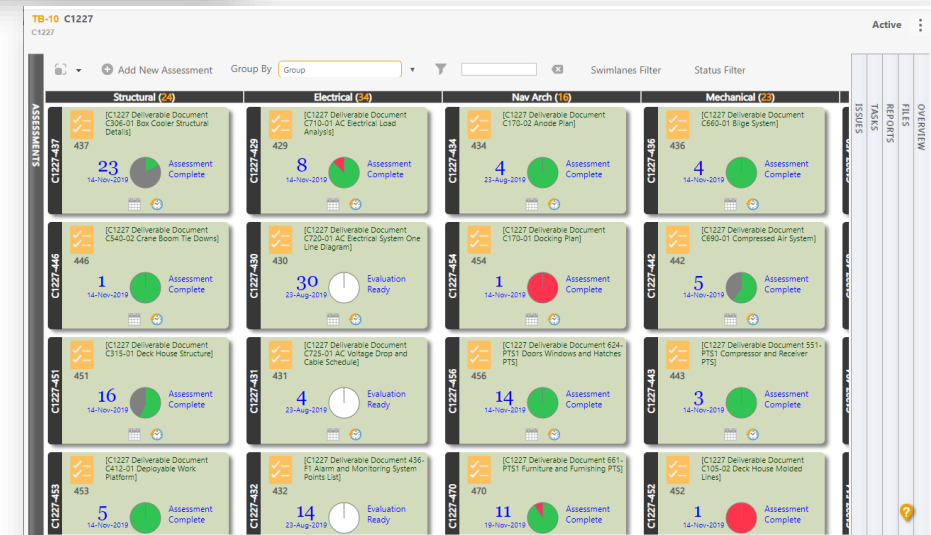 TB-10 C1227
C1227
Active
Add New Assessment
Group By
Group
Swimlanes Filter
Status Filter
ASSESSMENTS
Structural (24)
Electrical (34)
Nav Arch (16)
Mechanical (23)
ISSUES
TASKS
REPORTS
FILES
OVERVIEW
C1227-437
[C1227 Deliverable Document
C306-01 Box Cooler Structural
Details]
437
23
14-Nov-2019
Assessment
Complete
C1227-429
[C1227 Deliverable Document
C710-01 AC Electrical Load
Analysis]
429
8
14-Nov-2019
Assessment
Complete
C1227-434
[C1227 Deliverable Document
C170-02 Anode Plan]
434
4
23-Aug-2019
Assessment
Complete
C1227-436
[C1227 Deliverable Document
C660-01 Bilge System]
436
4
14-Nov-2019
Assessment
Complete
C1227-446
[C1227 Deliverable Document
C540-02 Crane Boom Tie Downs]
446
1
14-Nov-2019
Assessment
Complete
C1227-430
[C1227 Deliverable Document
C720-01 AC Electrical System One
Line Diagram]
430
30
23-Aug-2019
Evaluation
Ready
C1227-454
[C1227 Deliverable Document
C170-01 Docking Plan]
454
1
14-Nov-2019
Assessment
Complete
C1227-442
[C1227 Deliverable Document
C690-01 Compressed Air System]
442
5
14-Nov-2019
Assessment
Complete
C1227-451
[C1227 Deliverable Document
C315-01 Deck House Structure]
451
16
14-Nov-2019
Assessment
Complete
C1227-431
[C1227 Deliverable Document
C725-01 AC Voltage Drop and
Cable Schedule]
431
4
23-Aug-2019
Evaluation
Ready
C1227-456
[C1227 Deliverable Document 624-
PTS1 Doors Windows and Hatches
PTS]
456
14
14-Nov-2019
Assessment
Complete
C1227-443
[C1227 Deliverable Document 551-
PTS1 Compressor and Receiver
PTS]
443
3
14-Nov-2019
Assessment
Complete
C1227-453
[C1227 Deliverable Document
C412-01 Deployable Work
Platform]
453
5
14-Nov-2019
Assessment
Complete
C1227-432
[C1227 Deliverable Document 436-
F1 Alarm and Monitoring System
Points List]
432
14
23-Aug-2019
Evaluation
Ready
C1227-470
[C1227 Deliverable Document 661-
PTS1 Furniture and Furnishing PTS]
470
11
19-Nov-2019
Assessment
Complete
C1227-452
[C1227 Deliverable Document
C105-02 Deck House Molded
Lines]
452
1
14-Nov-2019
Assessment
Complete
?